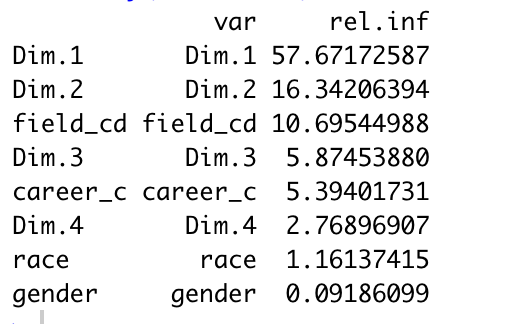 var rel.inf
Dim.1 Dim.1 57.67172587
Dim.2 Dim.2 16.34206394
field_cd field_cd 10.69544988
Dim.3 Dim.3 5.87453880
career_c career_c 5.39401731
Dim.4 Dim.4 2.76896907
race race 1.16137415
gender gender 0.09186099